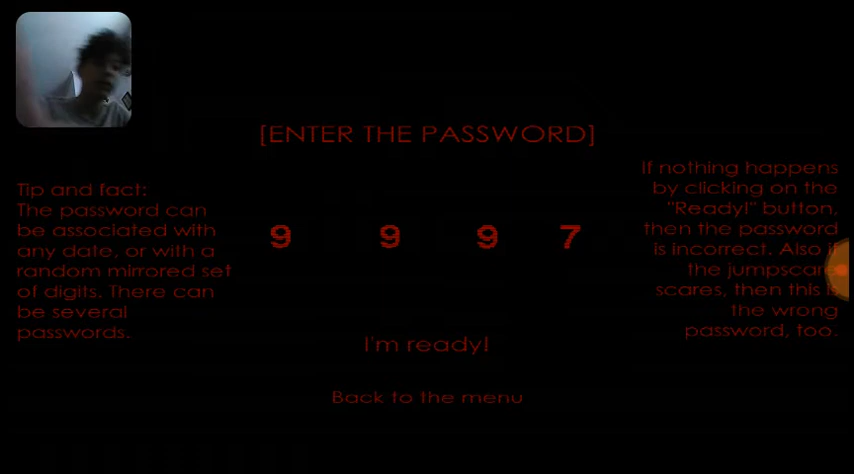 [ENTER THE PASSWORD]
Tip and fact:
The password can
be associated with
any date, or with a
random mirrored set
of digits. There can
be several
passwords.
9 9 9 7
If nothing happens
by clicking on the
"Ready!" button,
then the password
is incorrect. Also if
the jumpscare
scares, then this is
the wrong
password, too.
I'm ready!
Back to the menu